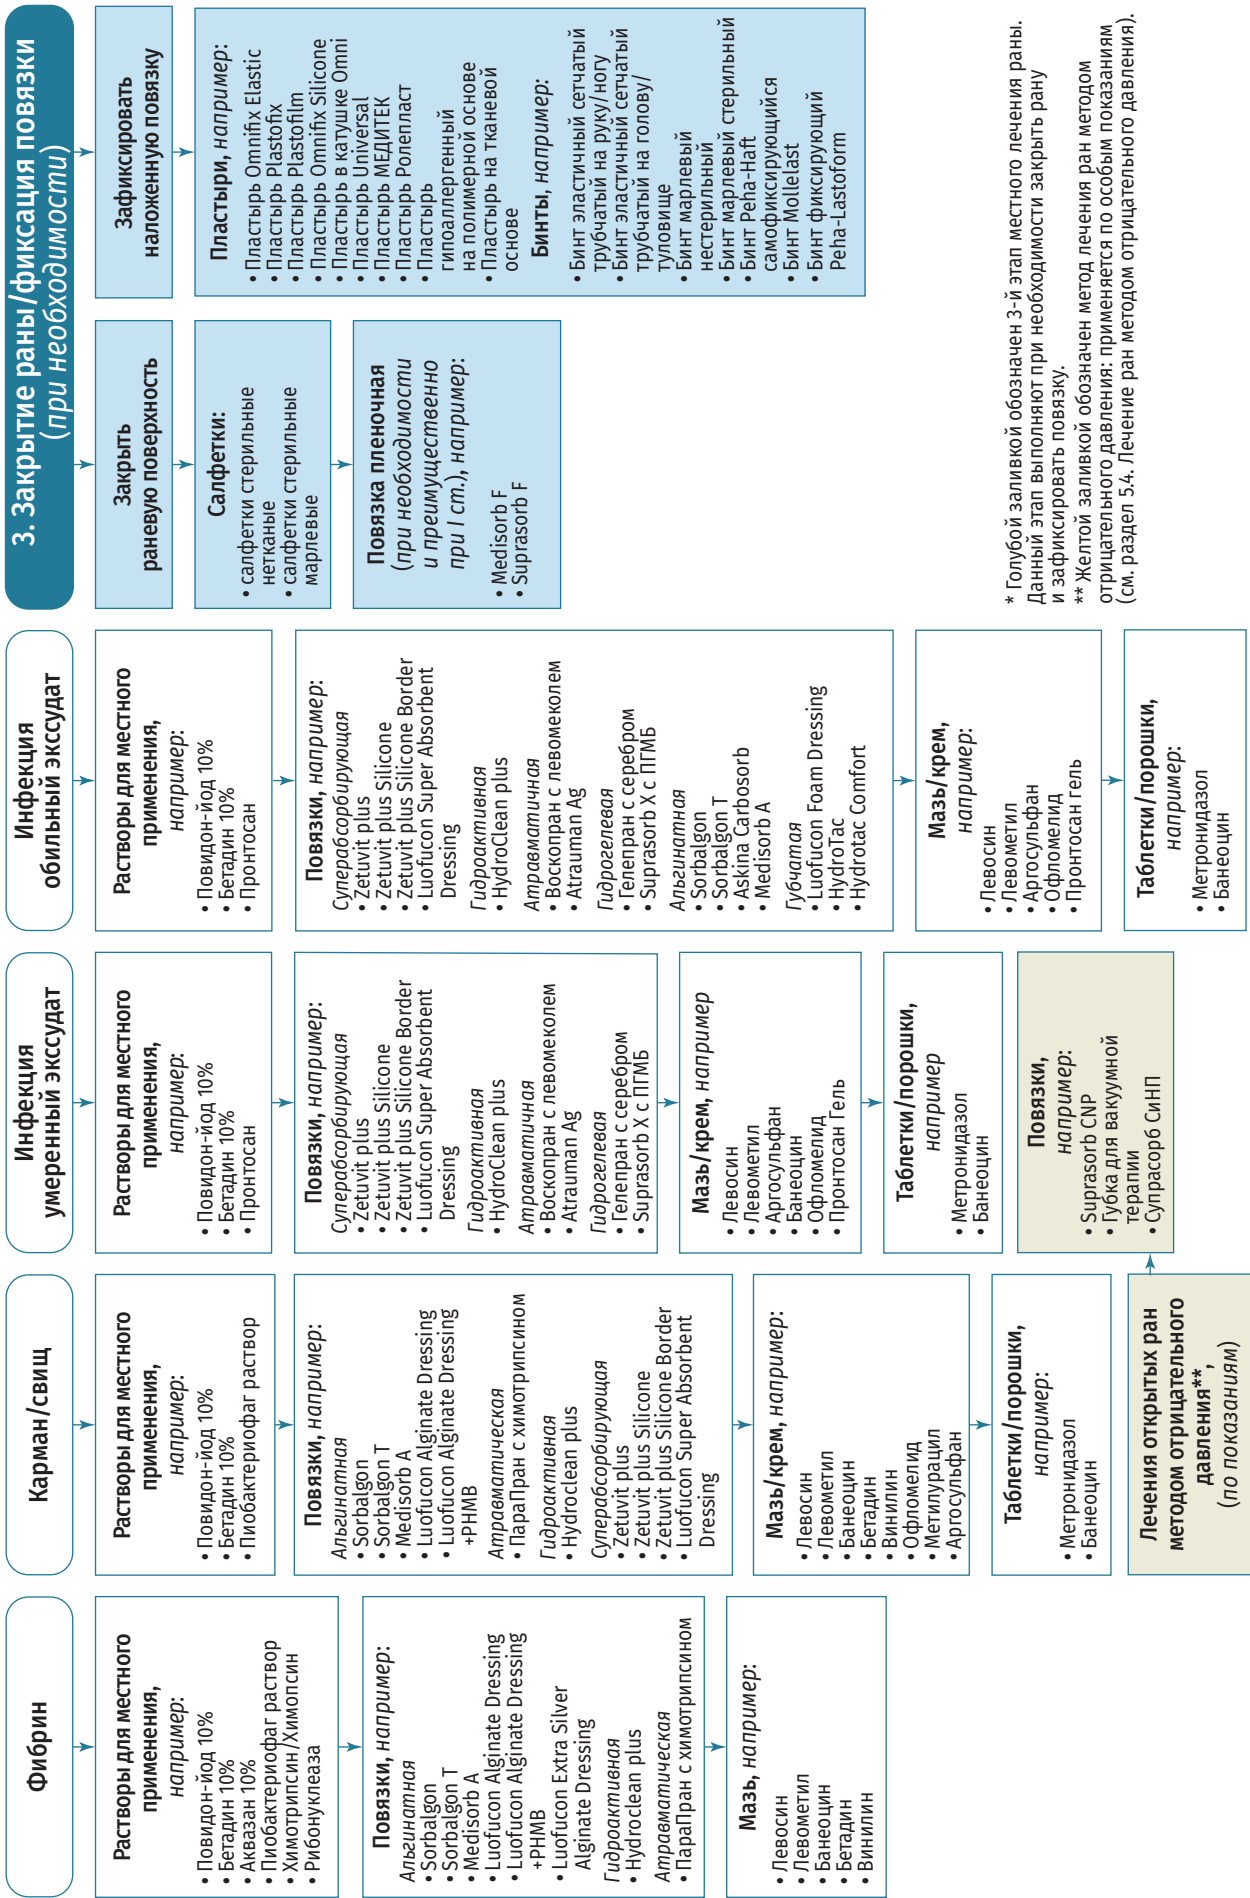 Фибрин
Растворы для местного
применения,
например:
• Повидон-йод 10%
• Бетадин 10%
• Аквазан 10%
• Пиобактериофаг раствор
• Химотрипсин/Химопсин
• Рибонуклеаза
Повязки, например:
Альгинатная
• Sorbalgon
• Sorbalgon T
• Medisorb A
• Luofucon Alginate Dressing
• Luofucon Alginate Dressing
+PHMB
• Luofucon Extra Silver
Alginate Dressing
Гидроактивная
• Hydroclean plus
Атравматическая
• ПараПран с химотрипсином
Мазь, например:
• Левосин
• Левометил
• Банеоцин
• Бетадин
• Винилин
Карман/свищ
Растворы для местного
применения,
например:
• Повидон-йод 10%
• Бетадин 10%
• Пиобактериофаг раствор
Повязки, например:
Альгинатная
• Sorbalgon
• Sorbalgon T
• Medisorb A
• Luofucon Alginate Dressing
• Luofucon Alginate Dressing
+PHMB
Атравматическая
• ПараПран с химотрипсином
Гидроактивная
• Hydroclean plus
Суперабсорбирующая
• Zetuvit plus
• Zetuvit plus Silicone
• Zetuvit plus Silicone Border
• Luofucon Super Absorbent
Dressing
Мазь/крем, например:
• Левосин
• Левометил
• Банеоцин
• Бетадин
• Винилин
• Офломелид
• Метилурацил
• Аргосульфан
Таблетки/порошки,
например:
• Метронидазол
• Банеоцин
Лечения открытых ран
методом отрицательного
давления**,
(по показаниям)
Инфекция
умеренный экссудат
Растворы для местного
применения,
например:
• Повидон-йод 10%
• Бетадин 10%
• Пронтосан
Повязки, например:
Суперабсорбирующая
• Zetuvit plus
• Zetuvit plus Silicone
• Zetuvit plus Silicone Border
• Luofucon Super Absorbent
Dressing
Гидроактивная
• HydroClean plus
Атравматичная
• Воскопран с левомеколем
• Atrauman Ag
Гидрогелевая
• Гелепран с серебром
• Suprasorb X с ПГМБ
Мазь/крем, например
• Левосин
• Левометил
• Аргосульфан
• Банеоцин
• Офломелид
• Пронтосан Гель
Таблетки/порошки,
например
• Метронидазол
• Банеоцин
Повязки,
например:
• Suprasorb CNP
• Губка для вакуумной
терапии
• Супрасорб СиНП
Инфекция
обильный экссудат
Растворы для местного
применения,
например:
• Повидон-йод 10%
• Бетадин 10%
• Пронтосан
Повязки, например:
Суперабсорбирующая
• Zetuvit plus
• Zetuvit plus Silicone
• Zetuvit plus Silicone Border
• Luofucon Super Absorbent
Dressing
Гидроактивная
• HydroClean plus
Атравматичная
• Воскопран с левомеколем
• Atrauman Ag
Гидрогелевая
• Гелепран с серебром
• Suprasorb X с ПГМБ
Альгинатная
• Sorbalgon
• Sorbalgon T
• Askina Carbosorb
• Medisorb A
Губчатая
• Luofucon Foam Dressing
• HydroTac
• Hydrotac Comfort
Мазь/крем,
например:
• Левосин
• Левометил
• Аргосульфан
• Офломелид
• Пронтосан Гель
Таблетки/порошки,
например:
• Метронидазол
• Банеоцин
3. Закрытие раны/фиксация повязки
(при необходимости)
Закрыть
раневую поверхность
Салфетки:
• салфетки стерильные
нетканые
• салфетки стерильные
марлевые
Повязка пленочная
(при необходимости
и преимущественно
при I ст.), например:
• Medisorb F
• Suprasorb F
Зафиксировать
наложенную повязку
Пластыри, например:
• Пластырь Omnifix Elastic
• Пластырь Plastofix
• Пластырь Plastofilm
• Пластырь Omnifix Silicone
• Пластырь в катушке Omni
• Пластырь Universal
• Пластырь МЕДИТЕК
• Пластырь Ролепласт
• Пластырь
гипоаллергенный
на полимерной основе
• Пластырь на тканевой
основе
Бинты, например:
• Бинт эластичный сетчатый
трубчатый на руку/ногу
• Бинт эластичный сетчатый
трубчатый на голову/
туловище
• Бинт марлевый
нестерильный
• Бинт марлевый стерильный
• Бинт Peha-Haft
самофиксирующийся
• Бинт Mollelast
• Бинт фиксирующий
Peha-Lastoform
* Голубой заливкой обозначен 3-й этап местного лечения раны.
Данный этап выполняют при необходимости закрыть рану
и зафиксировать повязку.
** Желтой заливкой обозначен метод лечения ран методом
отрицательного давления: применяется по особым показаниям
(см. раздел 5.4. Лечение ран методом отрицательного давления).